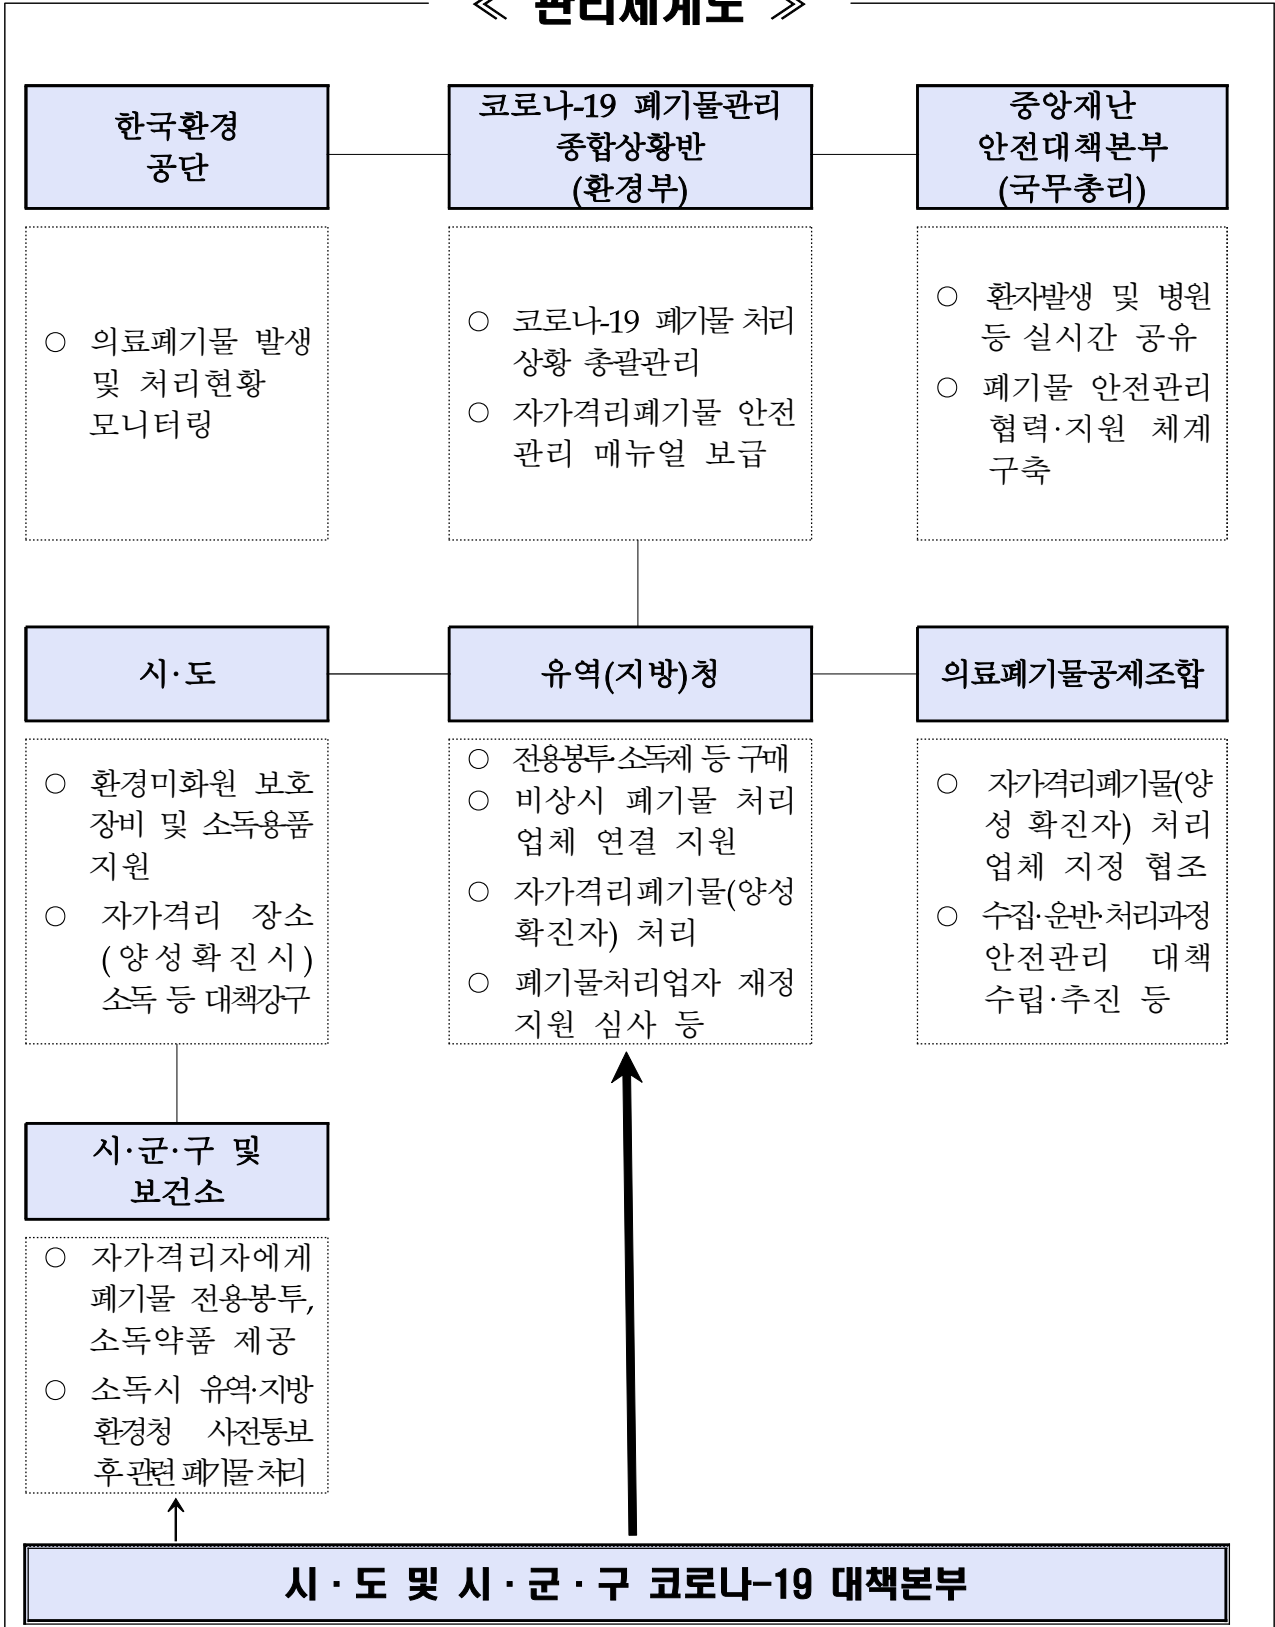 ≪ 관리체계도 ≫
한국환경
공단
코로나-19 폐기물관리
종합상황반
(환경부)
중앙재난
안전대책본부
(국무총리)
○ 의료폐기물 발생
및 처리현황
모니터링
○ 코로나-19 폐기물 처리
상황 총괄관리
○ 자가격리폐기물 안전
관리 매뉴얼 보급
○ 환자발생 및 병원
등 실시간 공유
○ 폐기물 안전관리
협력·지원 체계
구축
시·도
유역(지방)청
의료폐기물공제조합
○ 환경미화원 보호
장비 및 소독용품
지원
○ 자가격리 장소
(양성확진시)
소독 등 대책강구
○ 전용봉투·소독제 등 구매
○ 비상시 폐기물 처리
업체 연결 지원
○ 자가격리폐기물(양성
확진자) 처리
○ 폐기물처리업자 재정
지원 심사 등
○ 자가격리폐기물(양
성 확진자) 처리
업체 지정 협조
○ 수집·운반·처리과정
안전관리 대책
수립·추진 등
시·군·구 및
보건소
○ 자가격리자에게
폐기물 전용봉투,
소독약품 제공
○ 소독시 유역·지방
환경청 사전통보
후 관련 폐기물 처리
시·도 및 시·군·구 코로나-19 대책본부